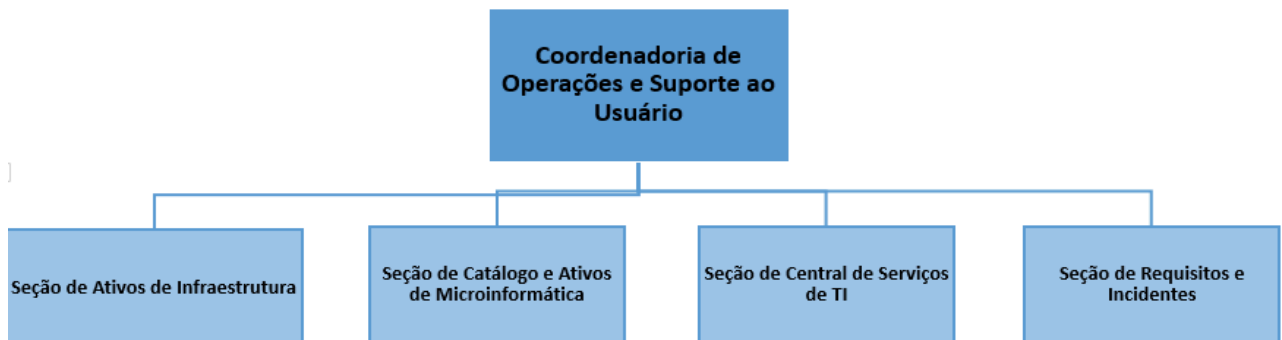 Coordenadoria de
Operações e Suporte ao
Usuário
Seção de Ativos de Infraestrutura
Seção de Catálogo e Ativos
de Microinformática
Seção de Central de Serviços
de TI
Seção de Requisitos e
Incidentes